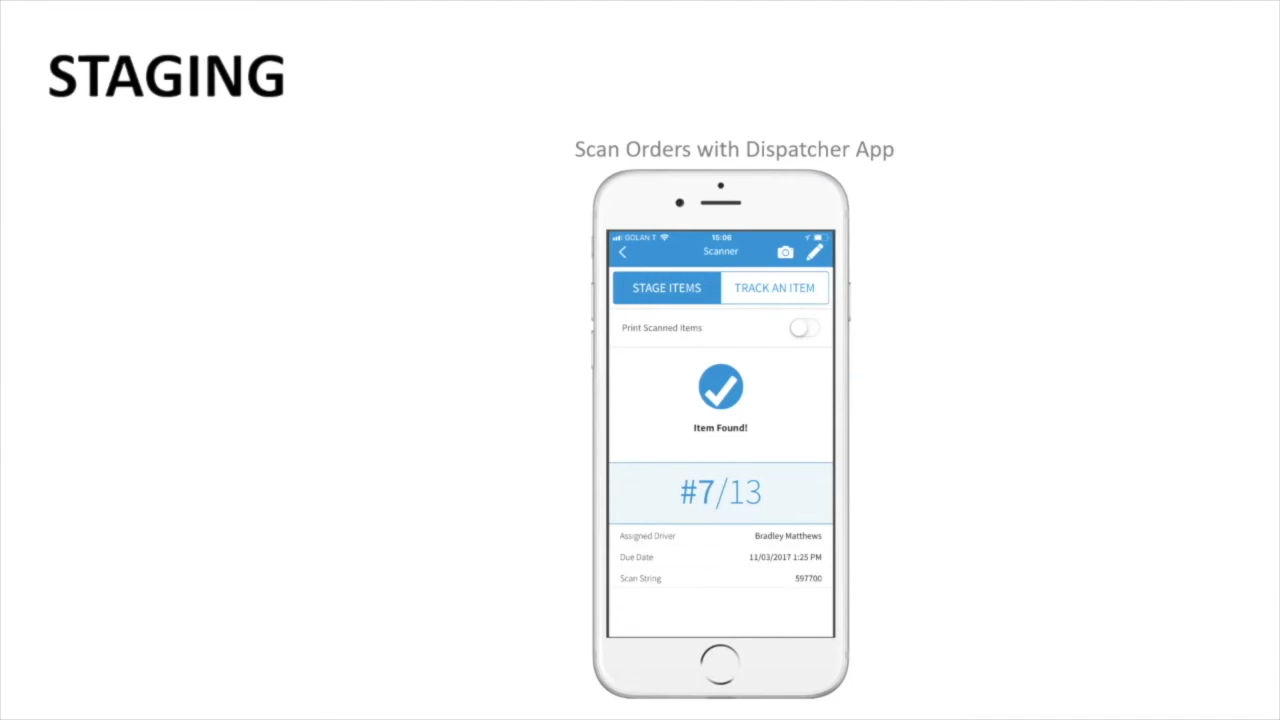 STAGING
Scan Orders with Dispatcher App
GOLAN T 15:06
Scanner
STAGE ITEMS TRACK AN ITEM
Print Scanned Items
Item Found!
#7/13
Assigned Driver Bradley Matthews
Due Date 11/03/2017 1:25 PM
Scan String 597700